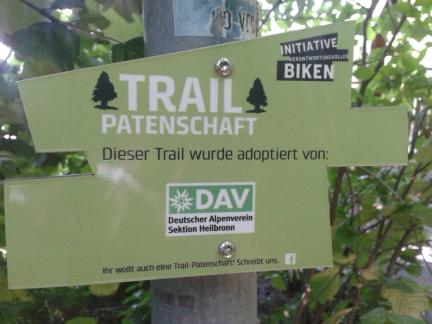 INITIATIVE
VERANTWORTUNGSVOLLES
BIKEN
TRAIL
PATENSCHAFT
Dieser Trail wurde adoptiert von:
DAV
Deutscher Alpenverein
Sektion Heilbronn
Ihr wollt auch eine Trail-Patenschaft? Schreibt uns.
f